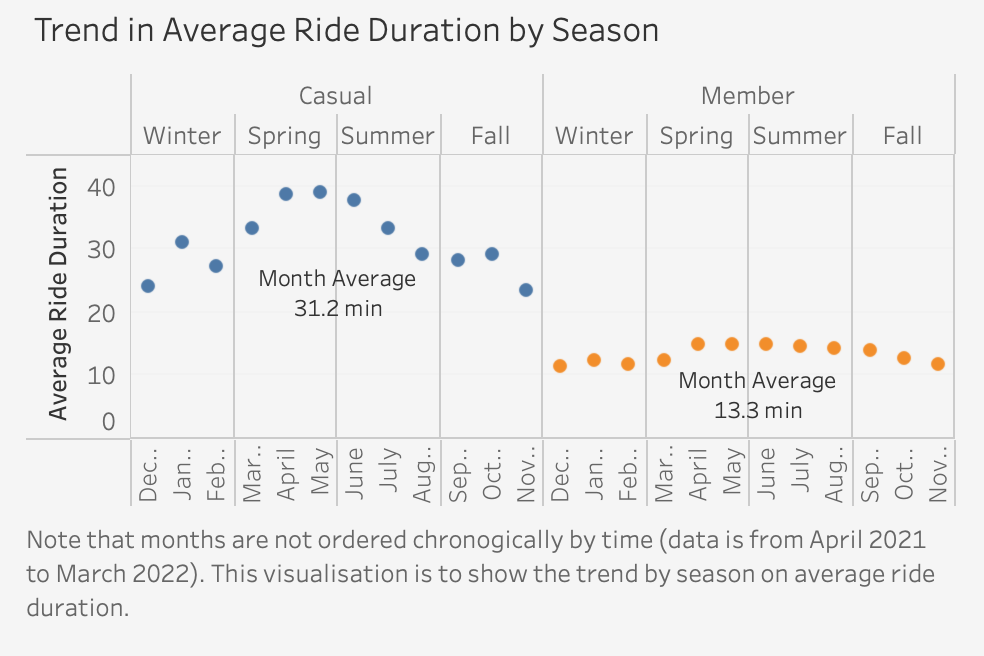 Trend in Average Ride Duration by Season
Casual
Member
Winter
Spring
Summer
Fall
Winter
Spring
Summer
Fall
Average Ride Duration
40
30
20
10
0
Month Average
31.2 min
Month Average
13.3 min
Dec..
Jan..
Feb..
Mar..
April
May
June
July
Aug..
Sep..
Oct..
Nov..
Dec..
Jan..
Feb..
Mar..
April
May
June
July
Aug..
Sep..
Oct..
Nov..
Note that months are not ordered chronogically by time (data is from April 2021
to March 2022). This visualisation is to show the trend by season on average ride
duration.